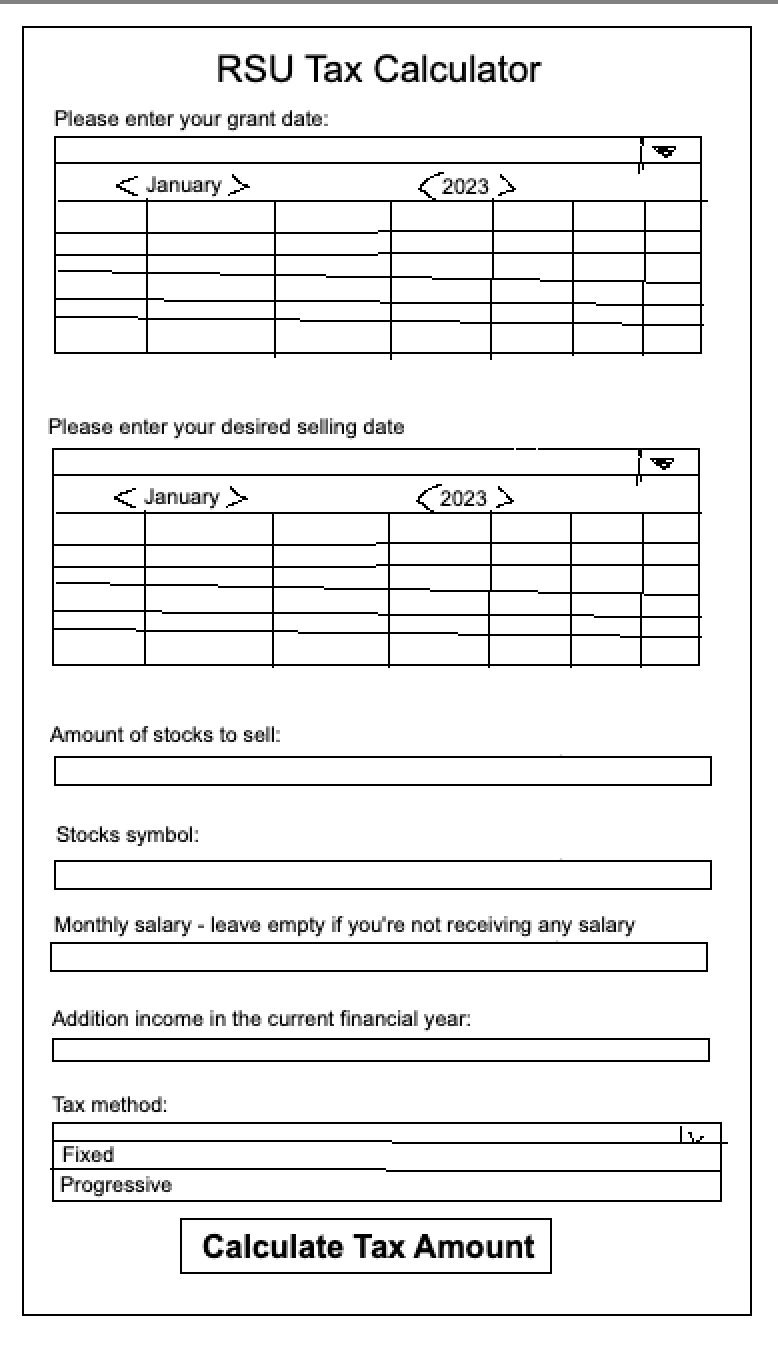 RSU Tax Calculator
Please enter your grant date:
< January > < 2023 >
Please enter your desired selling date
< January > < 2023 >
Amount of stocks to sell:
Stocks symbol:
Monthly salary - leave empty if you're not receiving any salary
Addition income in the current financial year:
Tax method:
Fixed
Progressive
Calculate Tax Amount